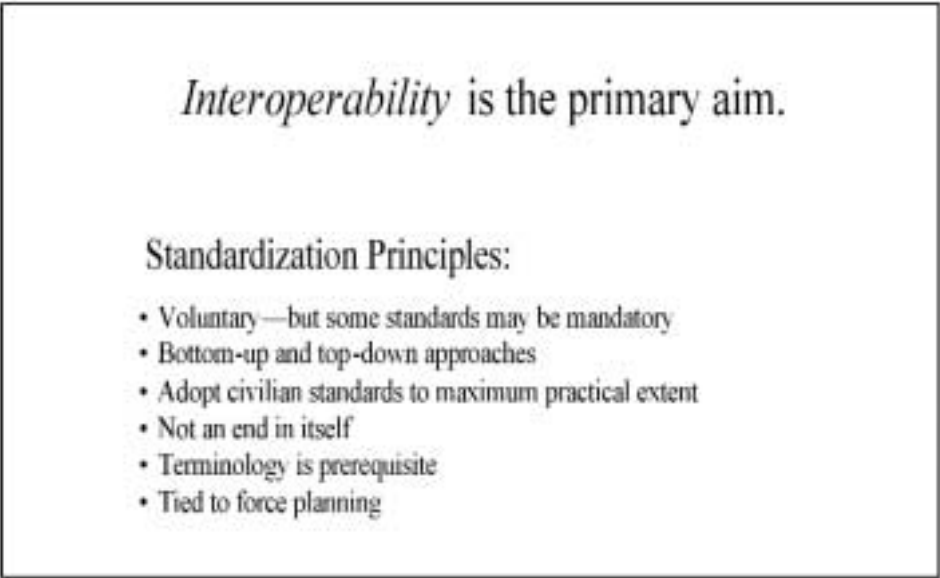 Interoperability is the primary aim.
Standardization Principles:
• Voluntary—but some standards may be mandatory
• Bottom-up and top-down approaches
• Adopt civilian standards to maximum practical extent
• Not an end in itself
• Terminology is prerequisite
• Tied to force planning